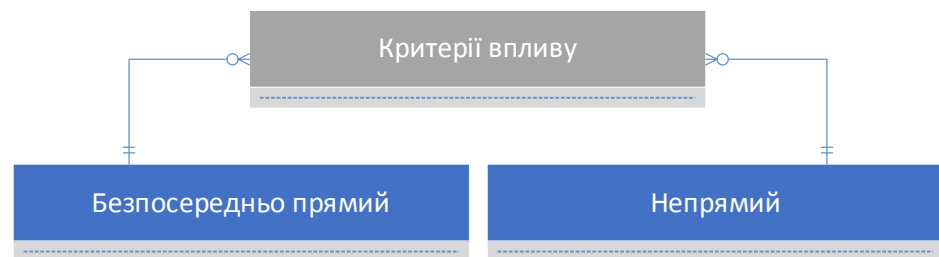 Критерії впливу
Безпосередньо прямий
Непрямий